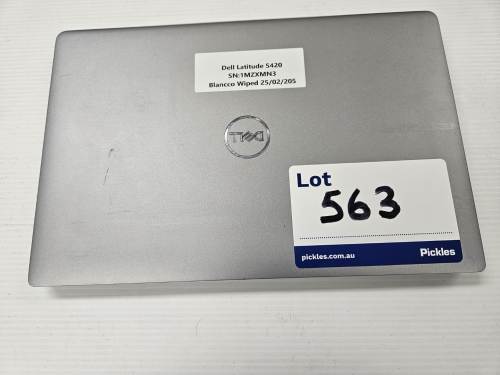 Dell Latitude 5420
SN:1MZXMN3
Blancco Wiped 25/02/205
DELL
Lot
563
pickles.com.au
Pickles